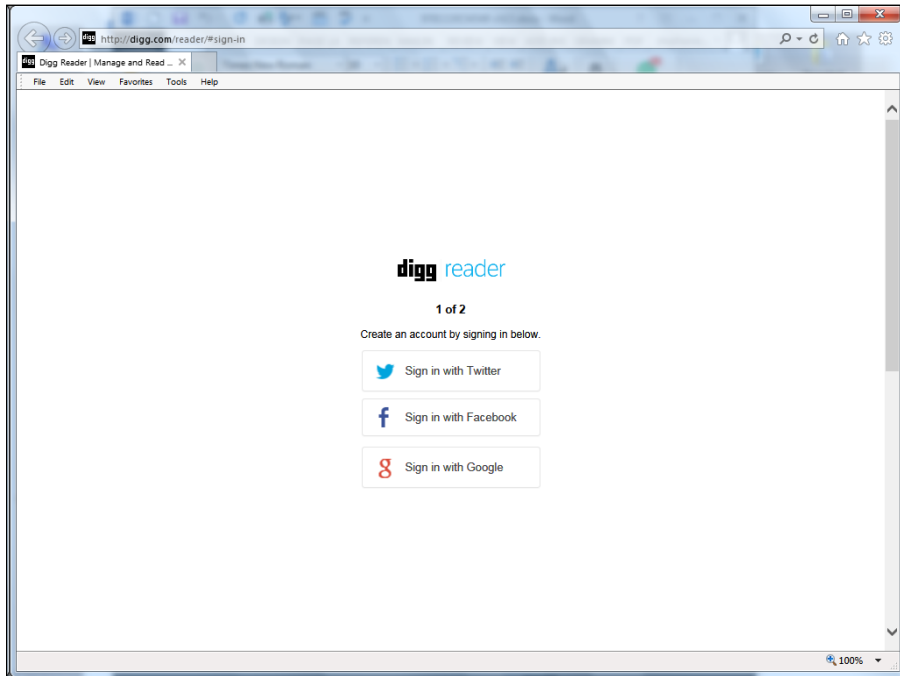 http://digg.com/reader/#sign-in
digg Digg Reader | Manage and Read ...
File Edit View Favorites Tools Help
digg reader
1 of 2
Create an account by signing in below.
Sign in with Twitter
Sign in with Facebook
Sign in with Google
100%